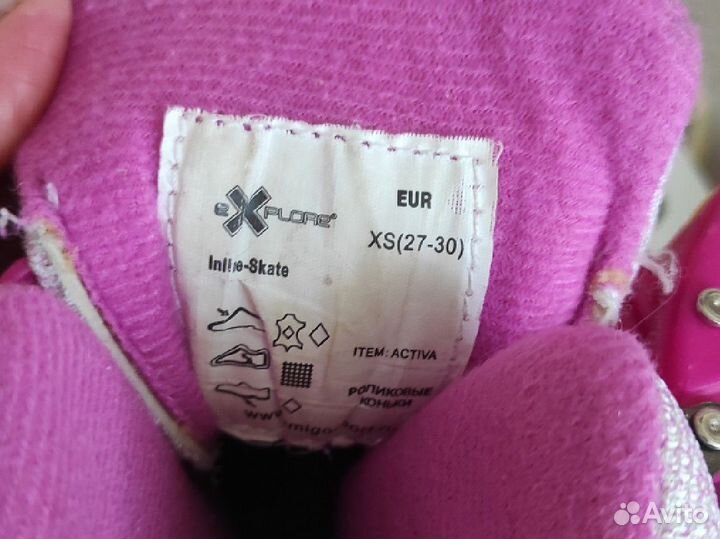 eXPLORE
EUR
XS(27-30)
Inline-Skate
ITEM: ACTIVA
РОЛИКОВЫЕ
КОНЬКИ
Avito